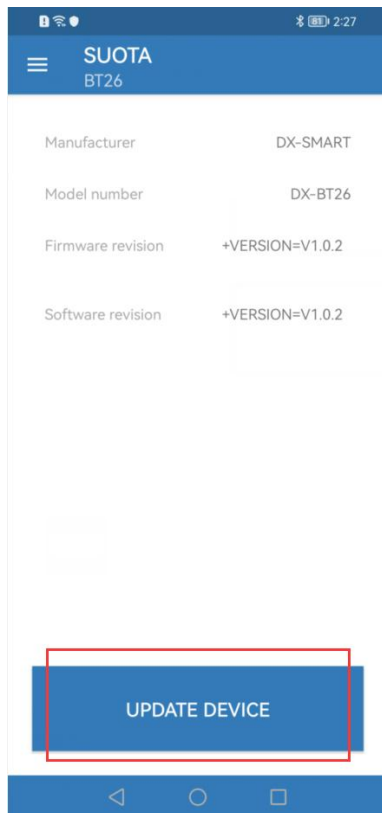 81 2:27
SUOTA
BT26
Manufacturer DX-SMART
Model number DX-BT26
Firmware revision +VERSION=V1.0.2
Software revision +VERSION=V1.0.2
UPDATE DEVICE